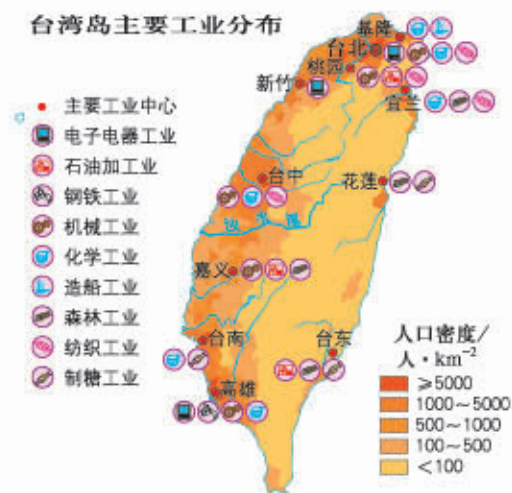 台湾岛主要工业分布
基隆
台北
桃园
新竹
宜兰
主要工业中心
电子电器工业
石油加工业
钢铁工业
机械工业
化学工业
造船工业
森林工业
纺织工业
制糖工业
台中
花莲
浊水溪
嘉义
台南
台东
高雄
人口密度/
人·km⁻²
≥5000
1000～5000
500～1000
100～500
<100